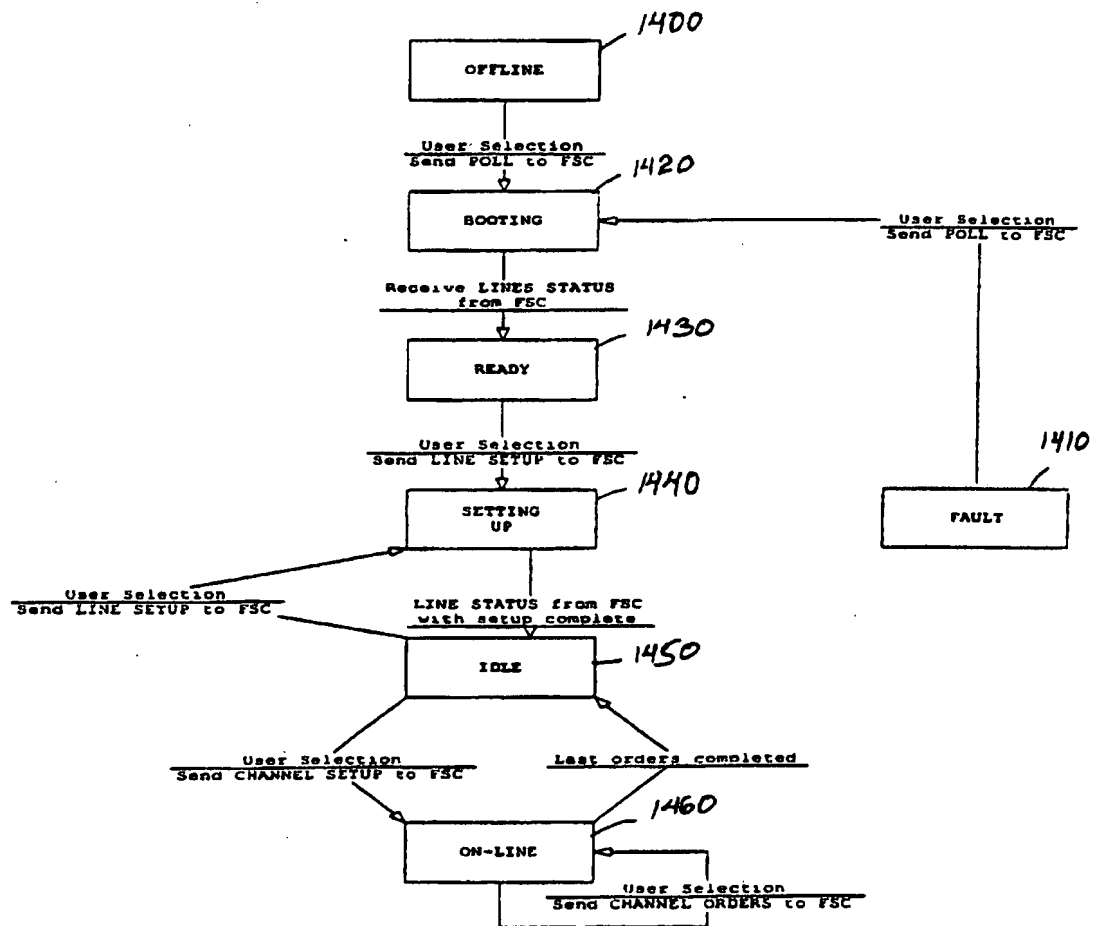 1400
OFFLINE
User Selection
Send POLL to FSC
1420
BOOTING
User Selection
Send POLL to FSC
Receive LINES STATUS
from FSC
1430
READY
User Selection
Send LINE SETUP to FSC
1440
1410
SETTING
UP
FAULT
User Selection
Send LINE SETUP to FSC
LINE STATUS from FSC
with setup complete
1450
IDLE
User Selection
Send CHANNEL SETUP to FSC
Last orders completed
1460
ON-LINE
User Selection
Send CHANNEL ORDERS to FSC